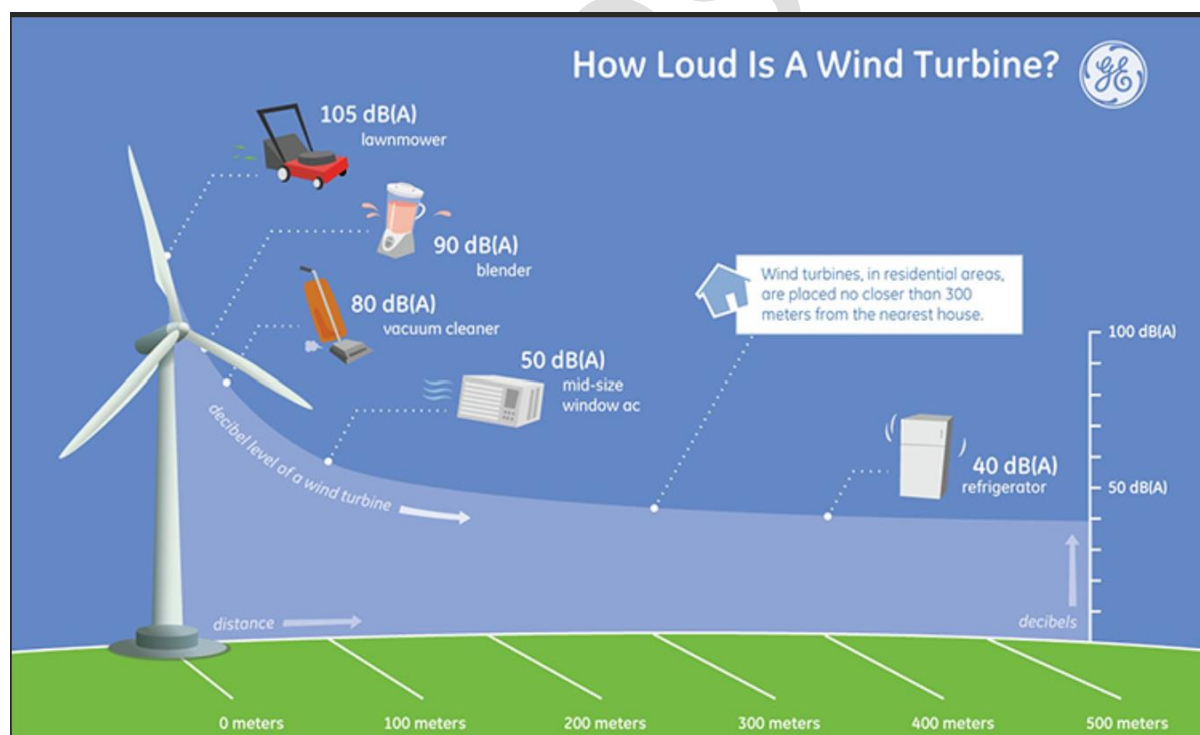 How Loud Is A Wind Turbine?
GE
105 dB(A)
lawnmower
90 dB(A)
blender
80 dB(A)
vacuum cleaner
50 dB(A)
mid-size
window ac
Wind turbines, in residential areas,
are placed no closer than 300
meters from the nearest house.
100 dB(A)
40 dB(A)
refrigerator
50 dB(A)
decibel level of a wind turbine
distance
decibels
0 meters
100 meters
200 meters
300 meters
400 meters
500 meters